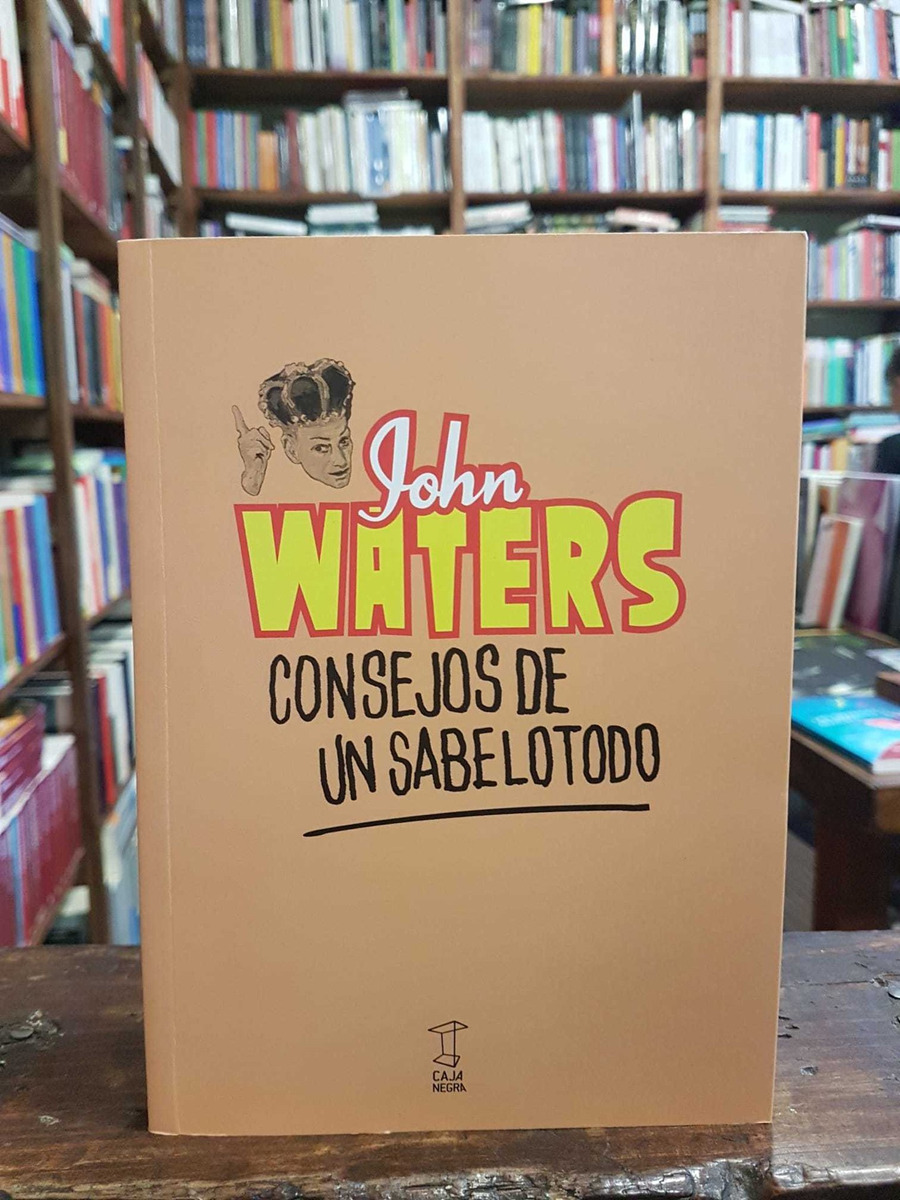 John
WATERS
CONSEJOS DE
UN SABELOTODO
CAJA
NEGRA